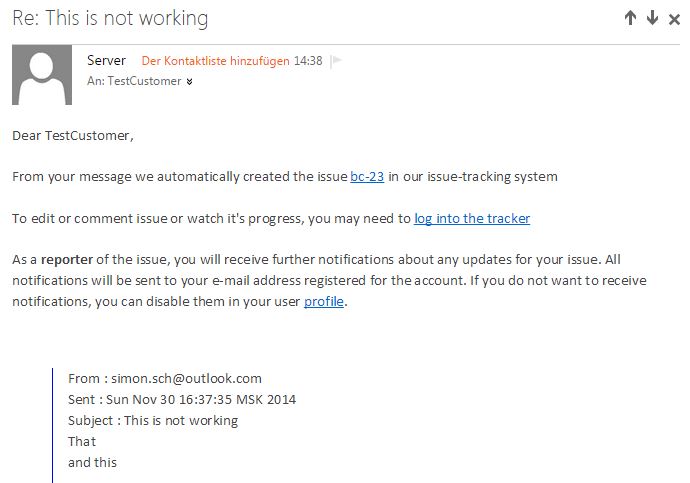 Re: This is not working
Server Der Kontaktliste hinzufügen 14:38
An: TestCustomer
Dear TestCustomer,
From your message we automatically created the issue bc-23 in our issue-tracking system
To edit or comment issue or watch it's progress, you may need to log into the tracker
As a reporter of the issue, you will receive further notifications about any updates for your issue. All
notifications will be sent to your e-mail address registered for the account. If you do not want to receive
notifications, you can disable them in your user profile.
From : simon.sch@outlook.com
Sent : Sun Nov 30 16:37:35 MSK 2014
Subject : This is not working
That
and this